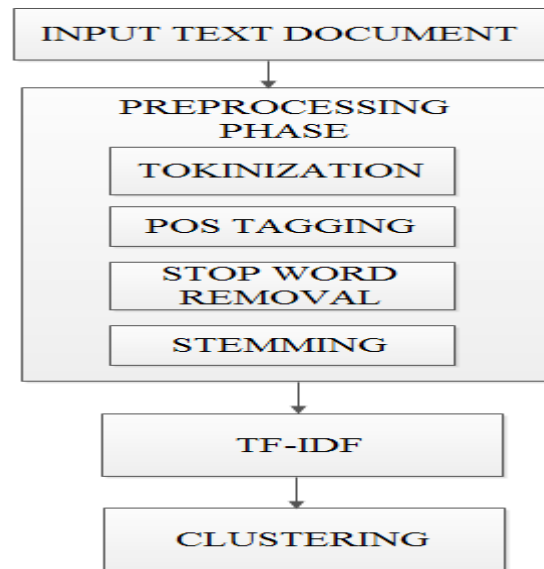 INPUT TEXT DOCUMENT
PREPROCESSING
PHASE
TOKINIZATION
POS TAGGING
STOP WORD
REMOVAL
STEMMING
TF-IDF
CLUSTERING